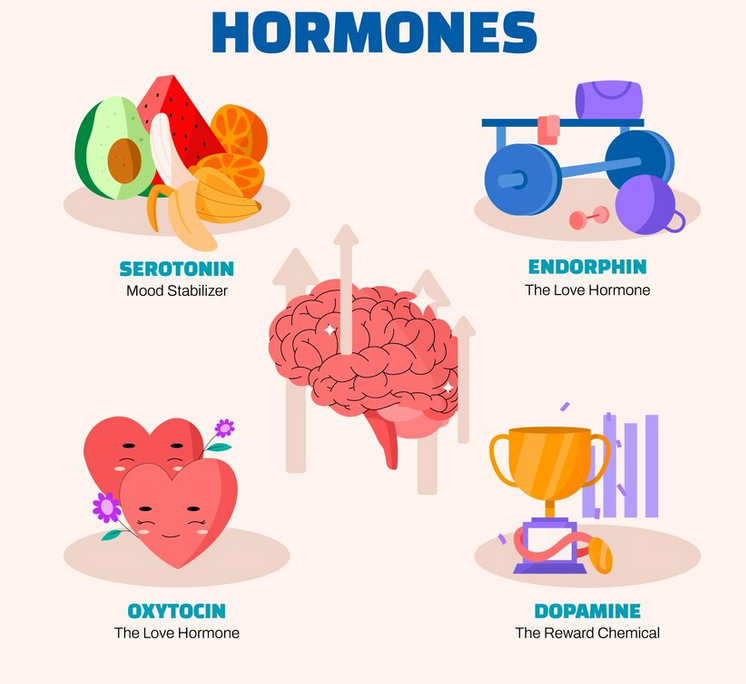 HORMONES
SEROTONIN
Mood Stabilizer
ENDORPHIN
The Love Hormone
OXYTOCIN
The Love Hormone
DOPAMINE
The Reward Chemical